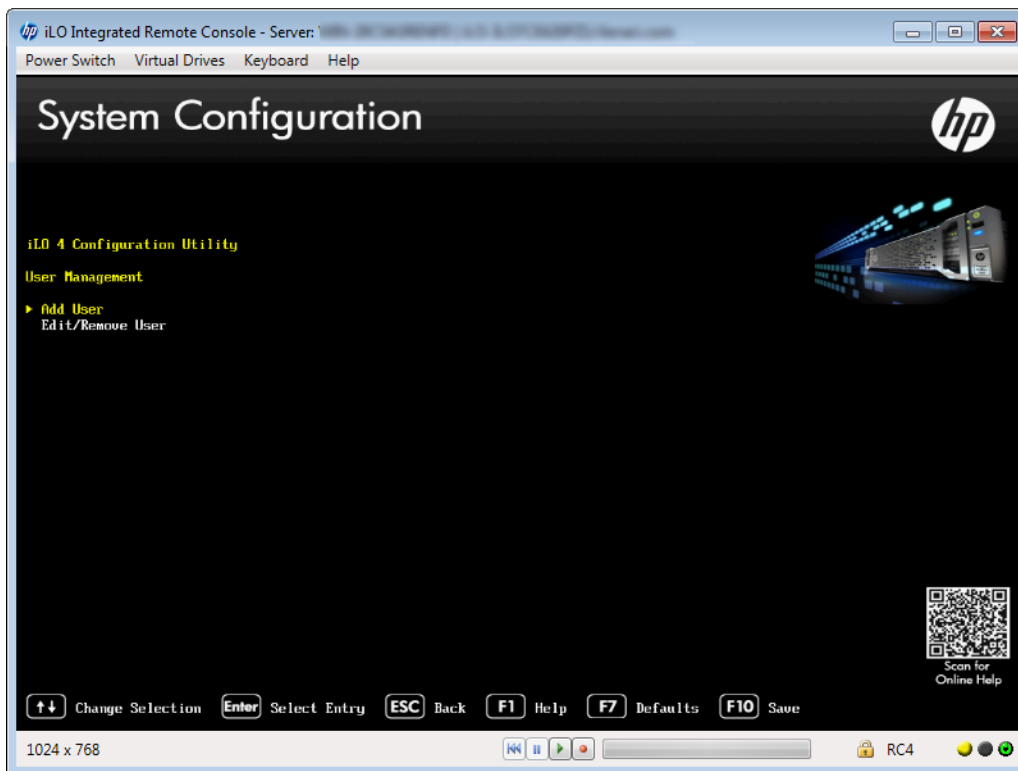 iLO Integrated Remote Console - Server:
Power Switch Virtual Drives Keyboard Help
System Configuration
hp
iLO 4 Configuration Utility
User Management
Add User
Edit/Remove User
Scan for
Online Help
↑↓ Change Selection Enter Select Entry ESC Back F1 Help F7 Defaults F10 Save
1024 x 768 RC4